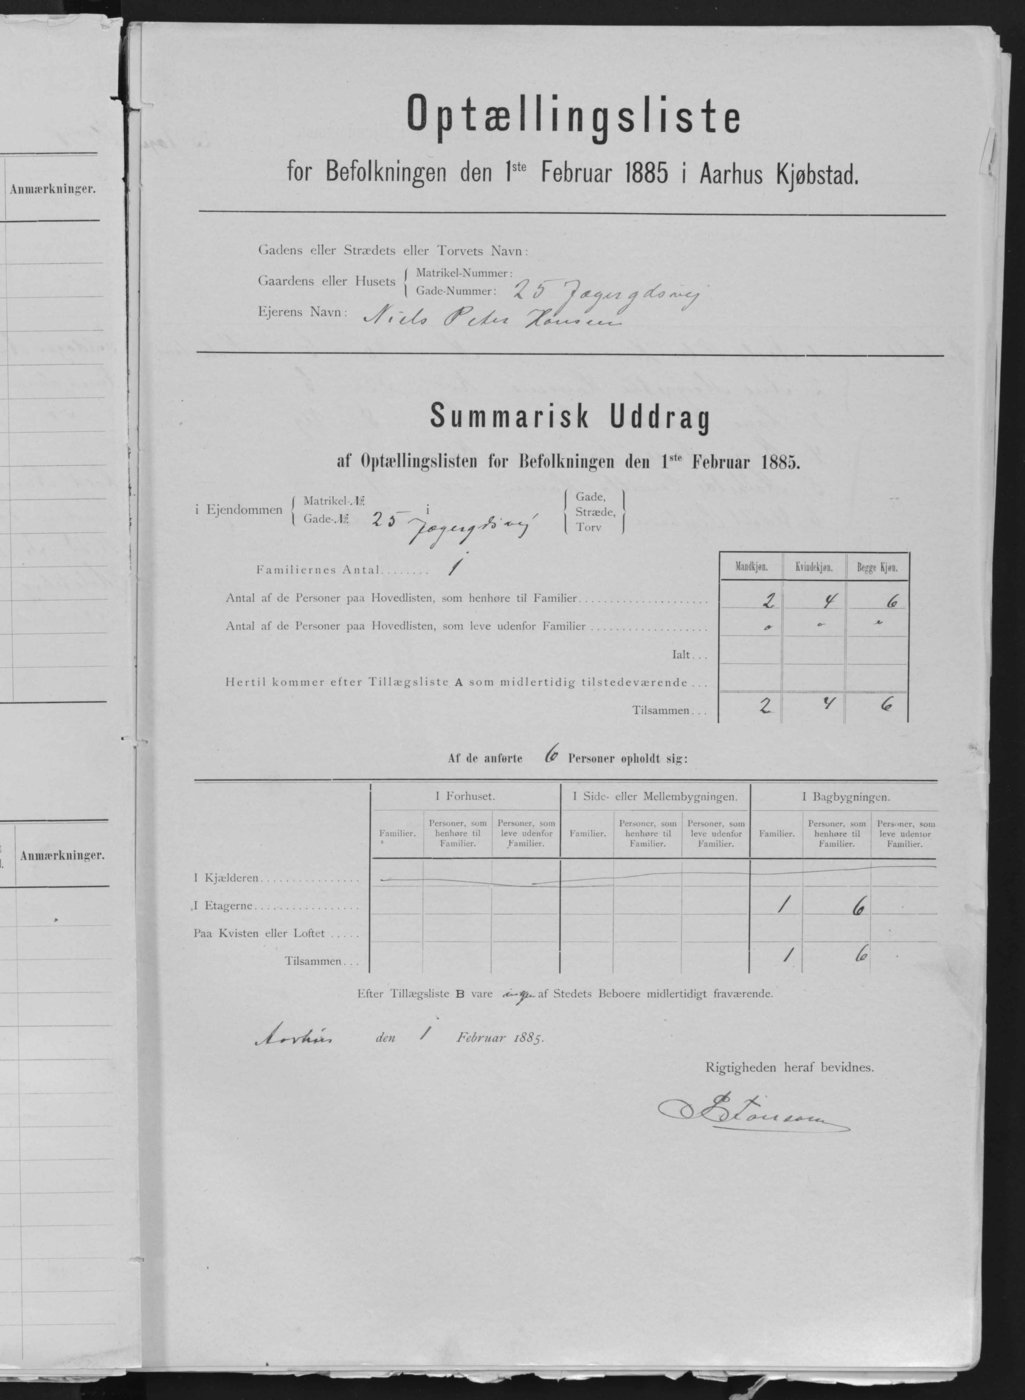 Anmærkninger.
Anmærkninger.
Optællingsliste
for Befolkningen den 1ste Februar 1885 i Aarhus Kjøbstad.
Gadens eller Strædets eller Torvets Navn:
Gaardens eller Husets { Matrikel-Nummer:
Gade-Nummer: 25 Jægergdsvej
Ejerens Navn: Niels Peter Hansen
Summarisk Uddrag
af Optællingslisten for Befolkningen den 1ste Februar 1885.
i Ejendommen { Matrikel-№
Gade-№ 25 i Jægergdsvej { Gade, Stræde, Torv }
Familiernes Antal........ 1
Mandkjøn. Kvindekjøn. Begge Kjøn.
Antal af de Personer paa Hovedlisten, som henhøre til Familier.................... 2 4 6
Antal af de Personer paa Hovedlisten, som leve udenfor Familier.................. " " "
Ialt...
Hertil kommer efter Tillægsliste A som midlertidig tilstedeværende...
Tilsammen... 2 4 6
Af de anførte 6 Personer opholdt sig:
I Forhuset. I Side- eller Mellembygningen. I Bagbygningen.
Familier. Personer, som henhøre til Familier. Personer, som leve udenfor Familier. Familier. Personer, som henhøre til Familier. Personer, som leve udenfor Familier. Familier. Personer, som henhøre til Familier. Personer, som leve udenfor Familier.
I Kjælderen................
I Etagerne................. 1 6
Paa Kvisten eller Loftet.....
Tilsammen... 1 6
Efter Tillægsliste B vare ingen af Stedets Beboere midlertidigt fraværende.
Aarhus den 1 Februar 1885.
Rigtigheden heraf bevidnes.